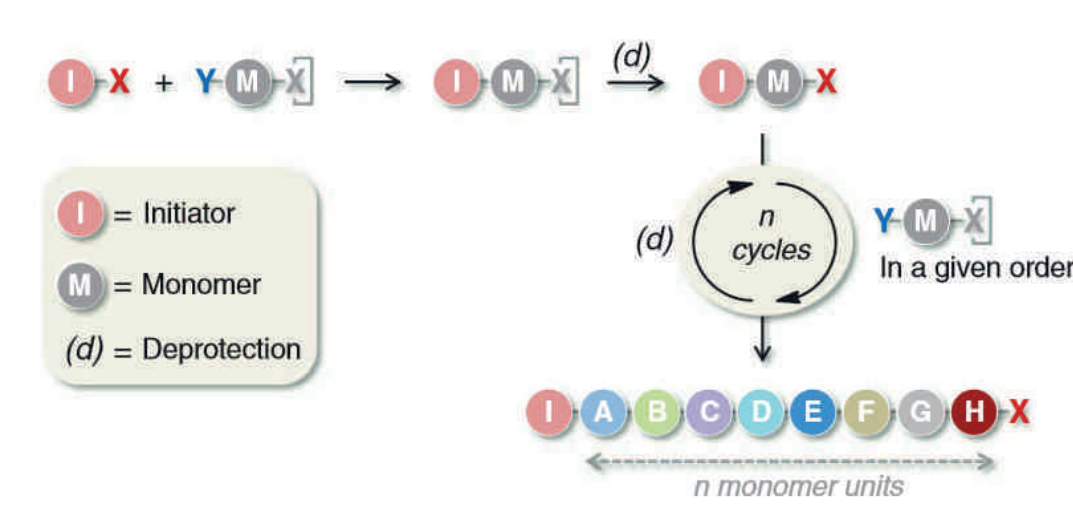 I-X + Y-M-X → I-M-X (d) → I-M-X
I = Initiator
M = Monomer
(d) = Deprotection
(d) n cycles Y-M-X
In a given order
I-A-B-C-D-E-F-G-H-X
n monomer units